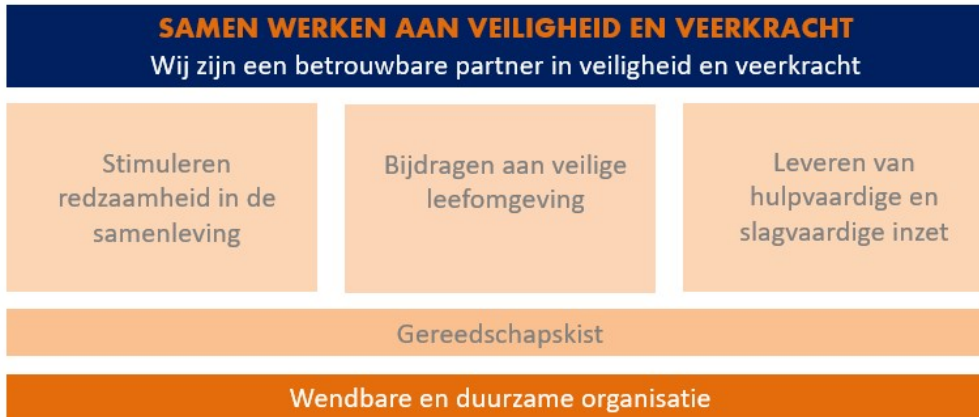 SAMEN WERKEN AAN VEILIGHEID EN VEERKRACHT
Wij zijn een betrouwbare partner in veiligheid en veerkracht
Stimuleren
redzaamheid in de
samenleving
Bijdragen aan veilige
leefomgeving
Leveren van
hulpvaardige en
slagvaardige inzet
Gereedschapskist
Wendbare en duurzame organisatie